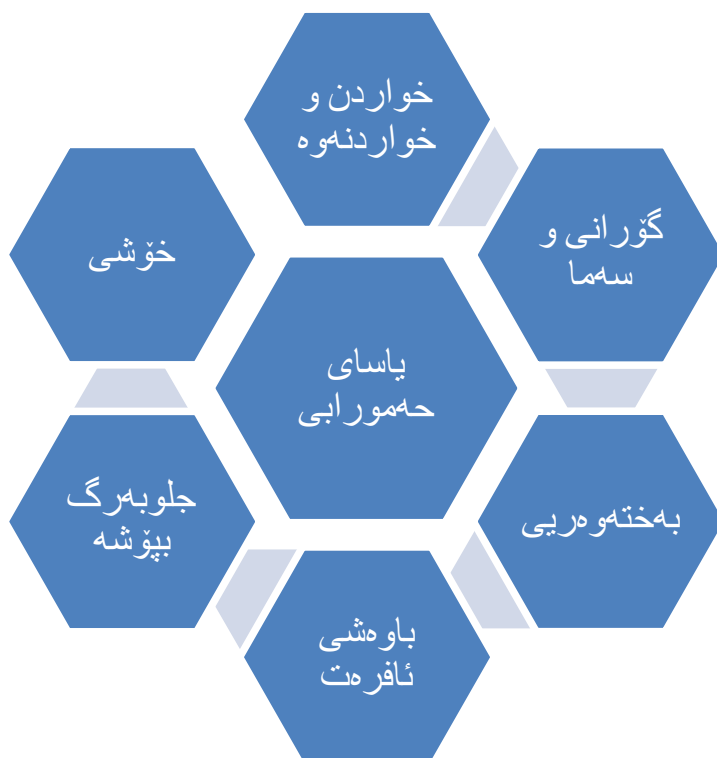 خواردن و
خواردنەوە
گۆرانی و
سەما
خۆشی
یاسای
حەمورابی
بەختەوەریی
جلوبەرگ
بپۆشە
باوەشی
ئافرەت